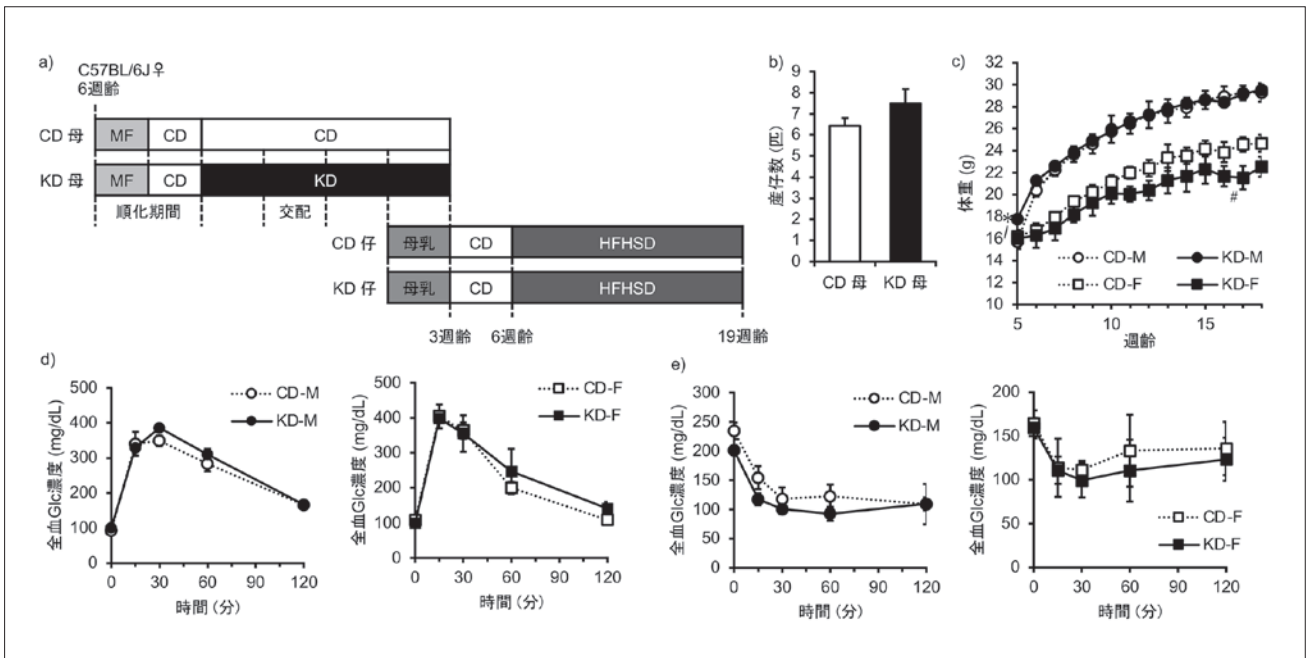 a)
C57BL/6J♀
6週齢
CD 母
MF
CD
CD
KD 母
MF
CD
KD
順化期間
交配
CD 仔
母乳
CD
HFHSD
KD 仔
母乳
CD
HFHSD
3週齢
6週齢
19週齢
b)
産仔数 (匹)
9
8
7
6
5
4
3
2
1
0
CD 母
KD 母
c)
体重 (g)
32
30
28
26
24
22
20
18
16
14
12
10
*
#
CD-M
KD-M
CD-F
KD-F
5
10
15
週齢
d)
全血Glc濃度 (mg/dL)
500
400
300
200
100
0
CD-M
KD-M
0
30
60
90
120
時間 (分)
全血Glc濃度 (mg/dL)
500
400
300
200
100
0
CD-F
KD-F
0
30
60
90
120
時間 (分)
e)
全血Glc濃度 (mg/dL)
300
250
200
150
100
50
0
CD-M
KD-M
0
30
60
90
120
時間 (分)
全血Glc濃度 (mg/dL)
200
150
100
50
0
CD-F
KD-F
0
30
60
90
120
時間 (分)